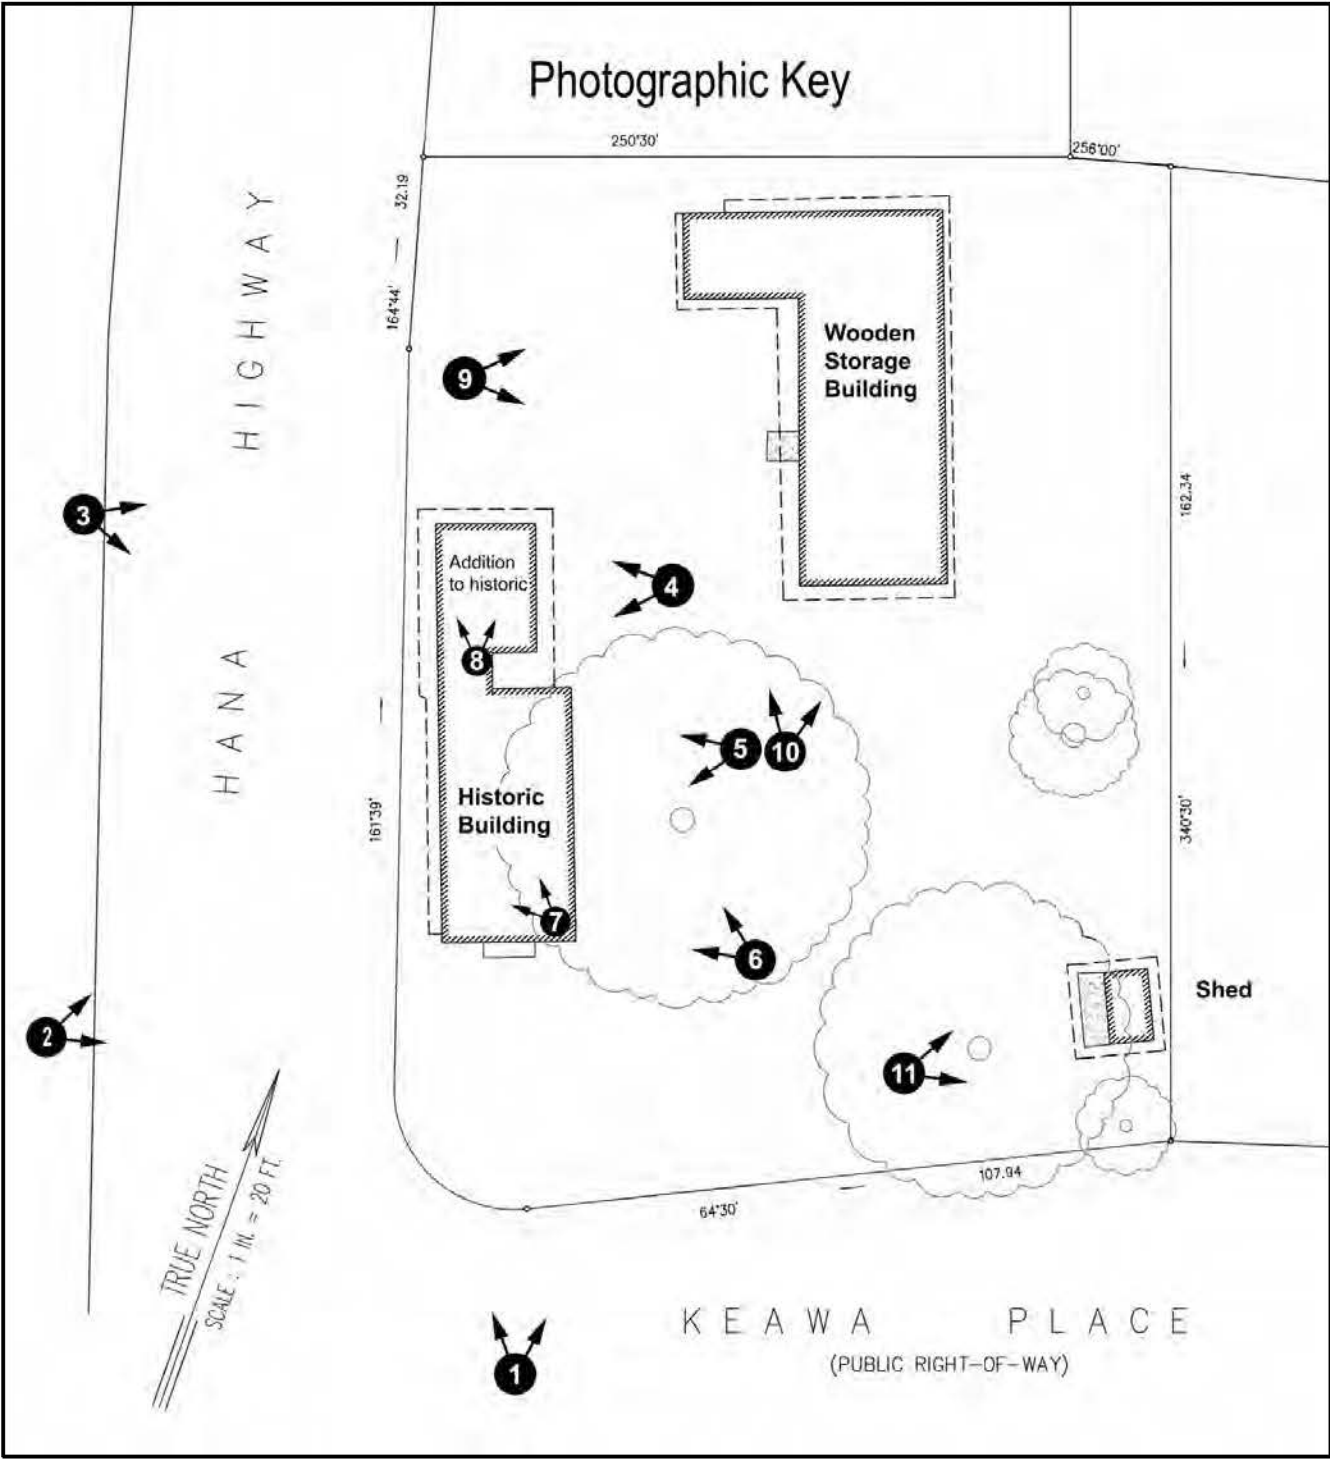 Photographic Key
250°30'
256°00'
32.19
164°44'
HIGHWAY
Wooden
Storage
Building
9
3
162.34
Addition
to historic
4
8
HANA
5
10
Historic
Building
161°39'
340°30'
7
6
Shed
2
11
107.94
64°30'
TRUE NORTH
SCALE : 1 IN. = 20 FT.
KEAWA PLACE
(PUBLIC RIGHT-OF-WAY)
1